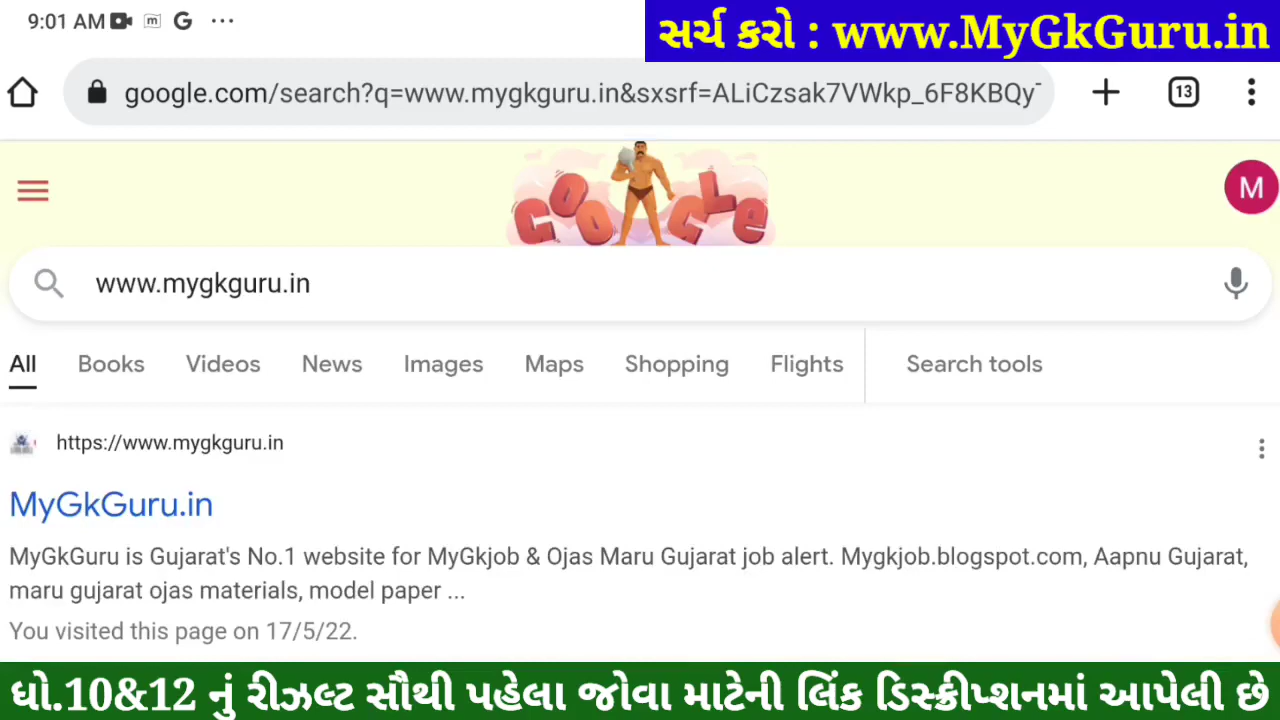 9:01 AM
સર્ચ કરો : www.MyGkGuru.in
google.com/search?q=www.mygkguru.in&sxsrf=ALiCzsak7VWkp_6F8KBQy
13
Google
M
www.mygkguru.in
All Books Videos News Images Maps Shopping Flights Search tools
https://www.mygkguru.in
MyGkGuru.in
MyGkGuru is Gujarat's No.1 website for MyGkjob & Ojas Maru Gujarat job alert. Mygkjob.blogspot.com, Aapnu Gujarat,
maru gujarat ojas materials, model paper ...
You visited this page on 17/5/22.
ધો.10&12 નું રીઝલ્ટ સૌથી પહેલા જોવા માટેની લિંક ડિસ્ક્રીપ્શનમાં આપેલી છે